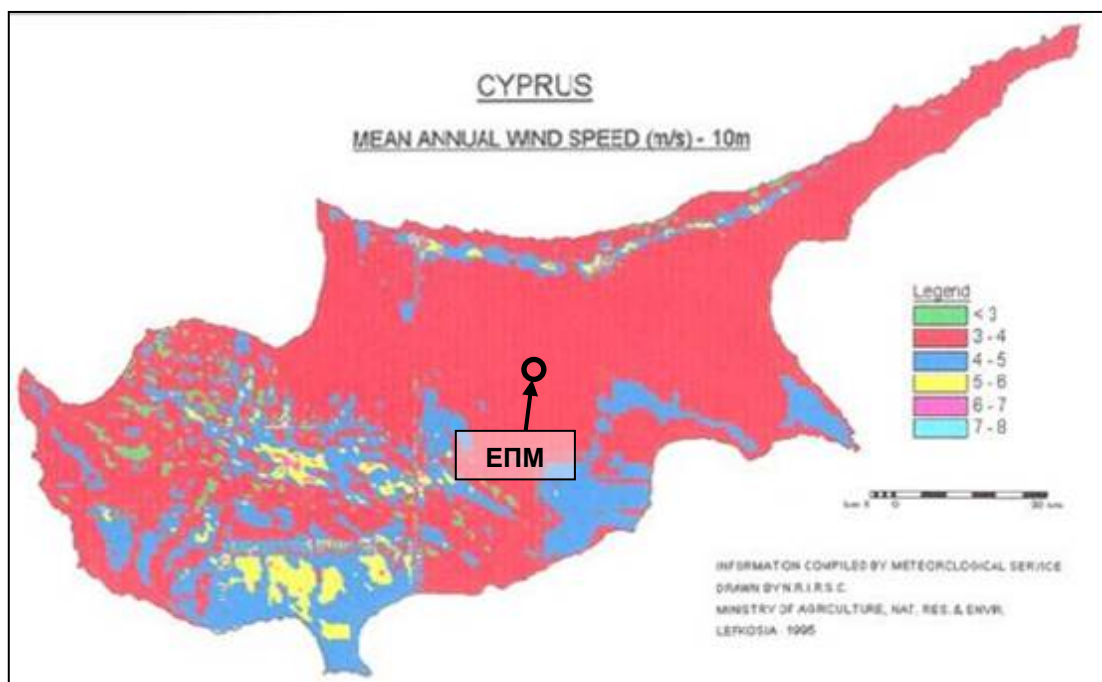 CYPRUS
MEAN ANNUAL WIND SPEED (m/s) - 10m
Legend
< 3
3 - 4
4 - 5
5 - 6
6 - 7
7 - 8
ΕΠΜ
0
INFORMATION COMPILED BY METEOROLOGICAL SERVICE
DRAWN BY N.R.I.R.S.C.
MINISTRY OF AGRICULTURE, NAT. RES. & ENVIR.
LEFKOSIA - 1995